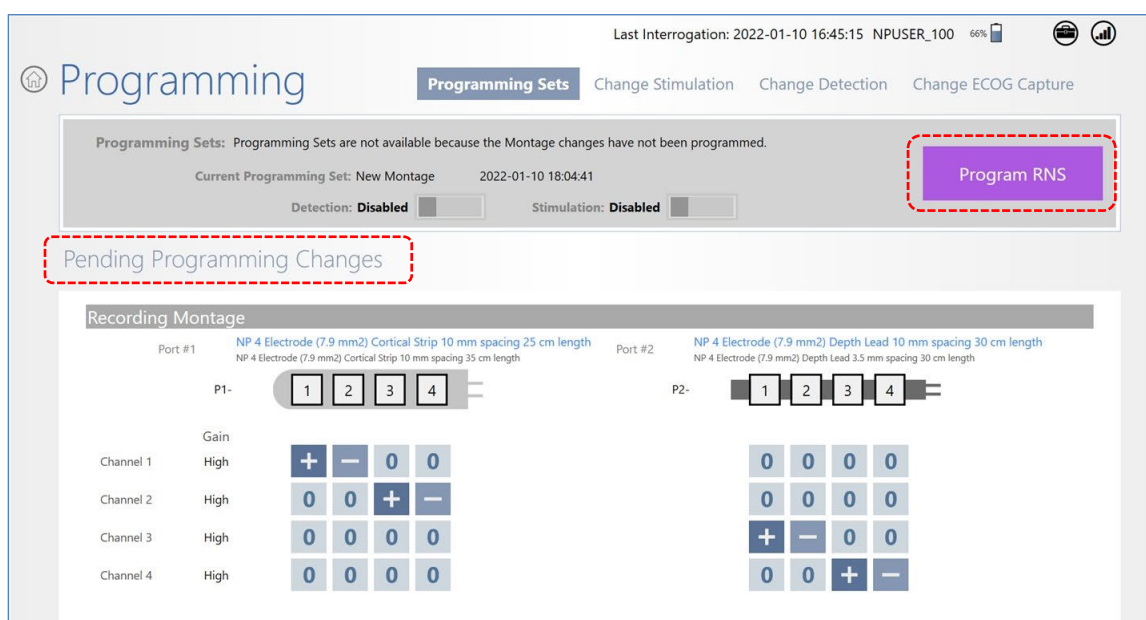 Last Interrogation: 2022-01-10 16:45:15 NPUSER_100 66%
Programming
Programming Sets Change Stimulation Change Detection Change ECOG Capture
Programming Sets: Programming Sets are not available because the Montage changes have not been programmed.
Current Programming Set: New Montage 2022-01-10 18:04:41
Program RNS
Detection: Disabled Stimulation: Disabled
Pending Programming Changes
Recording Montage
Port #1 NP 4 Electrode (7.9 mm2) Cortical Strip 10 mm spacing 25 cm length
NP 4 Electrode (7.9 mm2) Cortical Strip 10 mm spacing 35 cm length
Port #2 NP 4 Electrode (7.9 mm2) Depth Lead 10 mm spacing 30 cm length
NP 4 Electrode (7.9 mm2) Depth Lead 3.5 mm spacing 30 cm length
P1- 1 2 3 4 P2- 1 2 3 4
Gain
Channel 1 High + − 0 0 0 0 0 0
Channel 2 High 0 0 + − 0 0 0 0
Channel 3 High 0 0 0 0 + − 0 0
Channel 4 High 0 0 0 0 0 0 + −